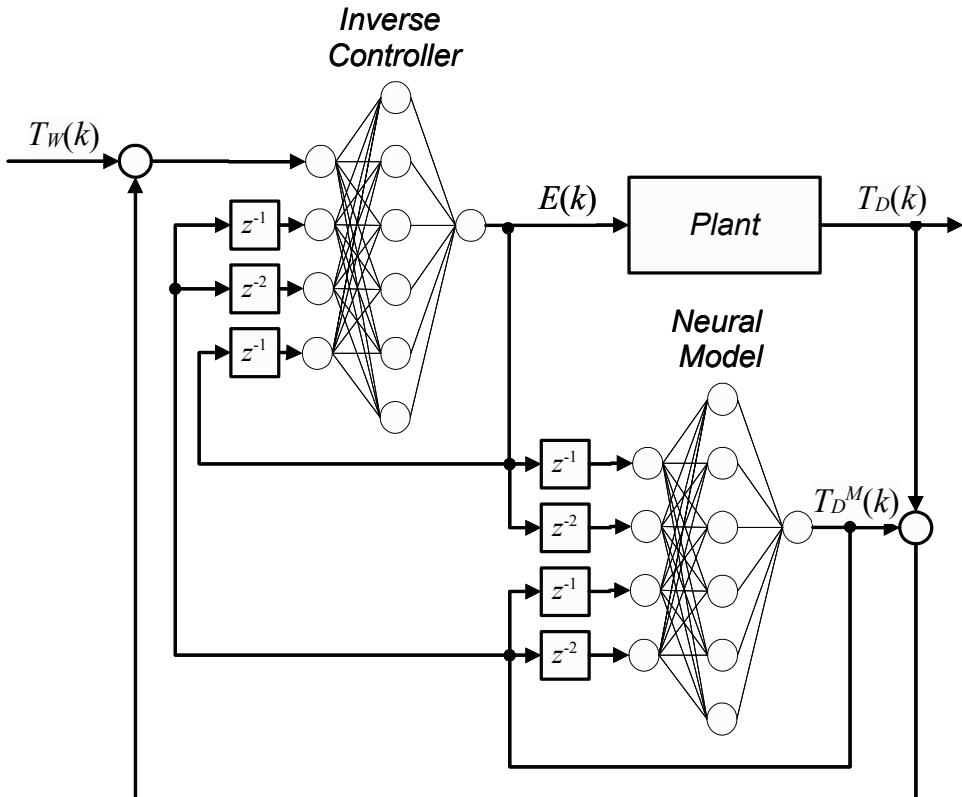 Inverse
Controller
T_W(k)
z⁻¹
z⁻²
z⁻¹
E(k)
Plant
T_D(k)
Neural
Model
z⁻¹
z⁻²
z⁻¹
z⁻²
T_D^M(k)